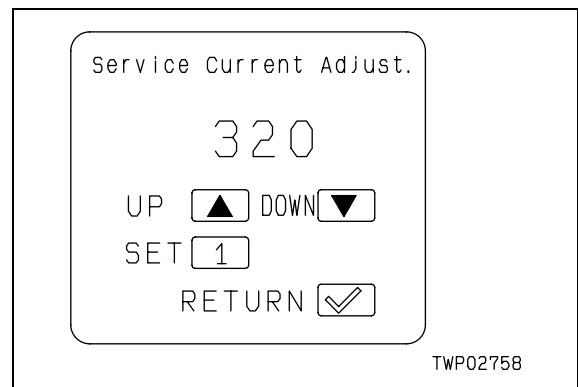 Service Current Adjust.
320
UP ▲ DOWN ▼
SET 1
RETURN ✓
TWP02758